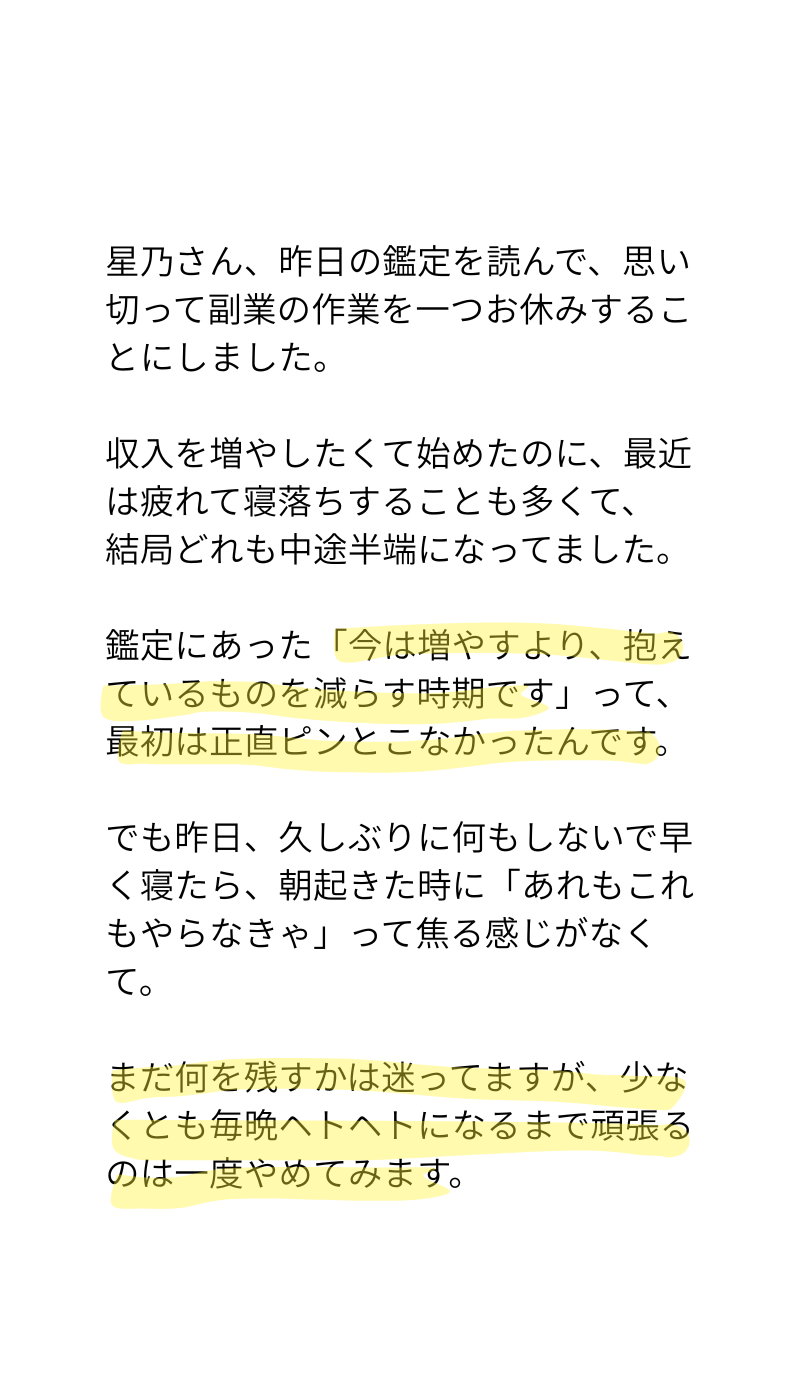 星乃さん、昨日の鑑定を読んで、思い
切って副業の作業を一つお休みするこ
とにしました。
収入を増やしたくて始めたのに、最近
は疲れて寝落ちすることも多くて、
結局どれも中途半端になってました。
鑑定にあった「今は増やすより、抱え
ているものを減らす時期です」って、
最初は正直ピンとこなかったんです。
でも昨日、久しぶりに何もしないで早
く寝たら、朝起きた時に「あれもこれ
もやらなきゃ」って焦る感じがなく
て。
まだ何を残すかは迷ってますが、少な
くとも毎晩ヘトヘトになるまで頑張る
のは一度やめてみます。